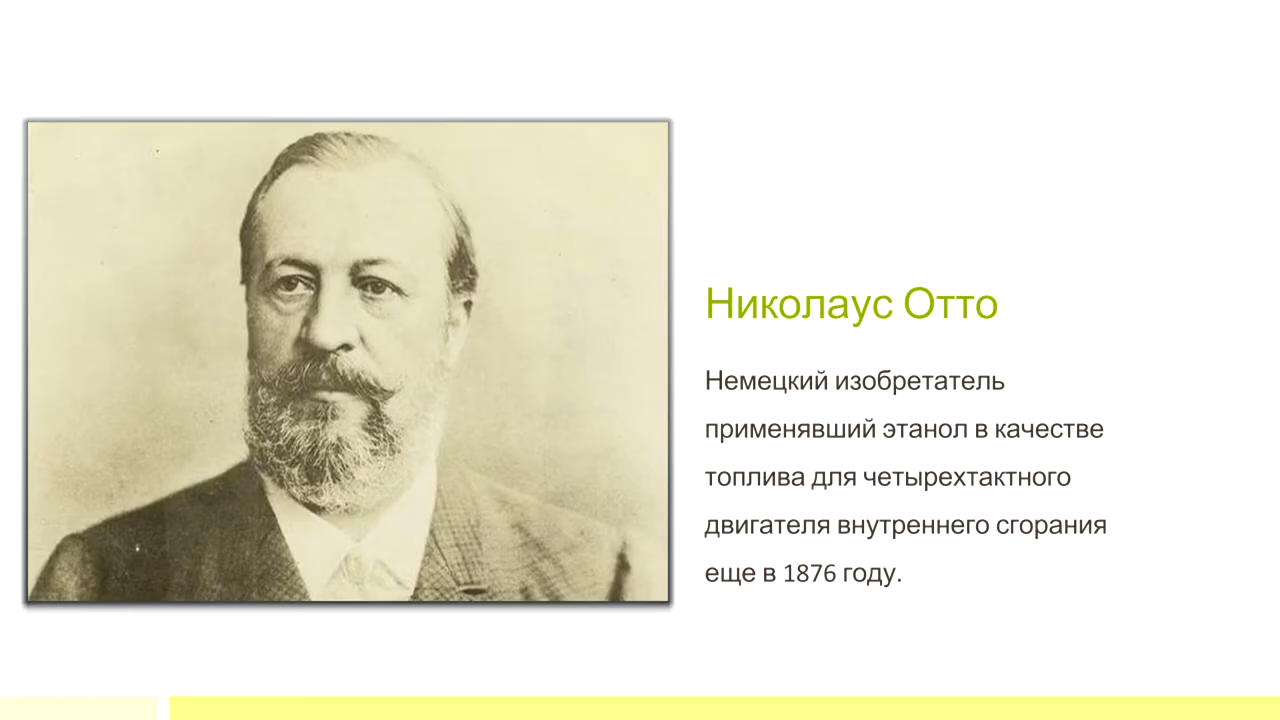 Николаус Отто
Немецкий изобретатель
применявший этанол в качестве
топлива для четырехтактного
двигателя внутреннего сгорания
еще в 1876 году.